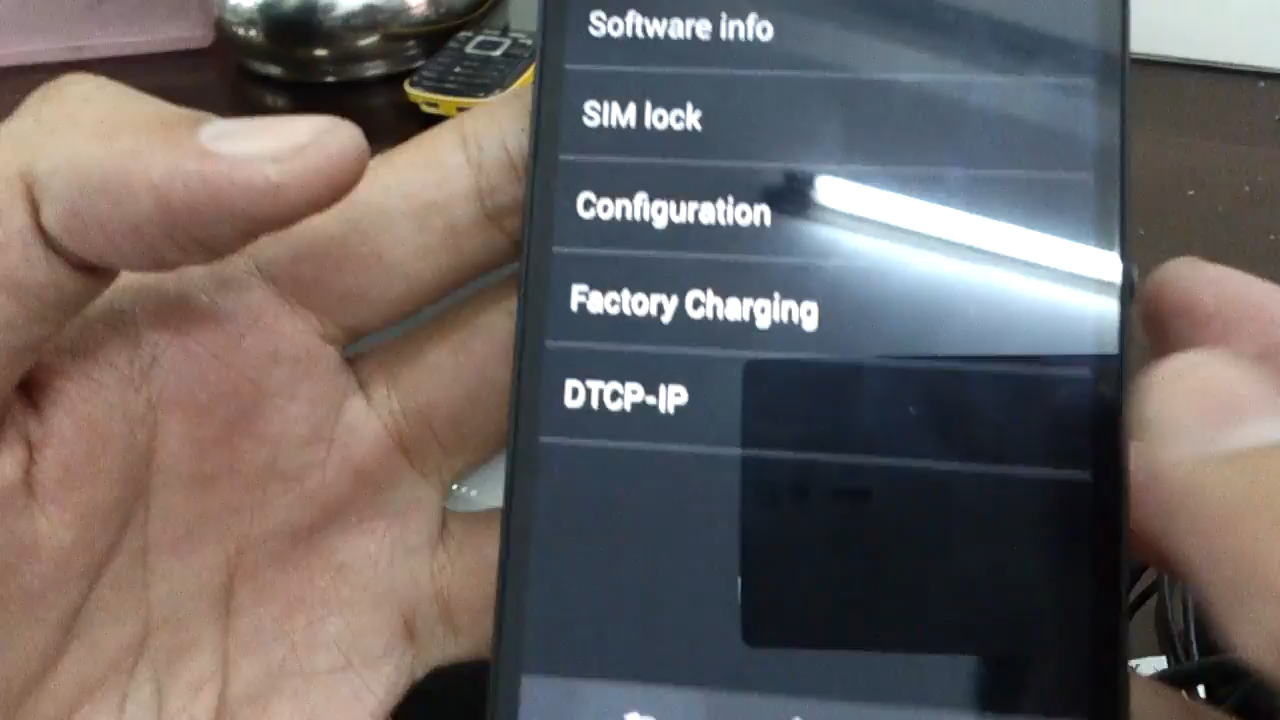 Software info
SIM lock
Configuration
Factory Charging
DTCP-IP